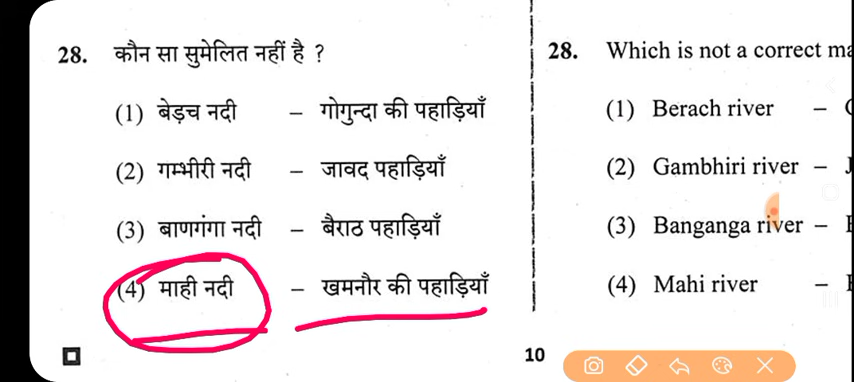 28. कौन सा सुमेलित नहीं है ?
(1) बेड़च नदी – गोगुन्दा की पहाड़ियाँ
(2) गम्भीरी नदी – जावद पहाड़ियाँ
(3) बाणगंगा नदी – बैराठ पहाड़ियाँ
(4) माही नदी – खमनौर की पहाड़ियाँ
28. Which is not a correct ma
(1) Berach river –
(2) Gambhiri river – J
(3) Banganga river –
(4) Mahi river –
10